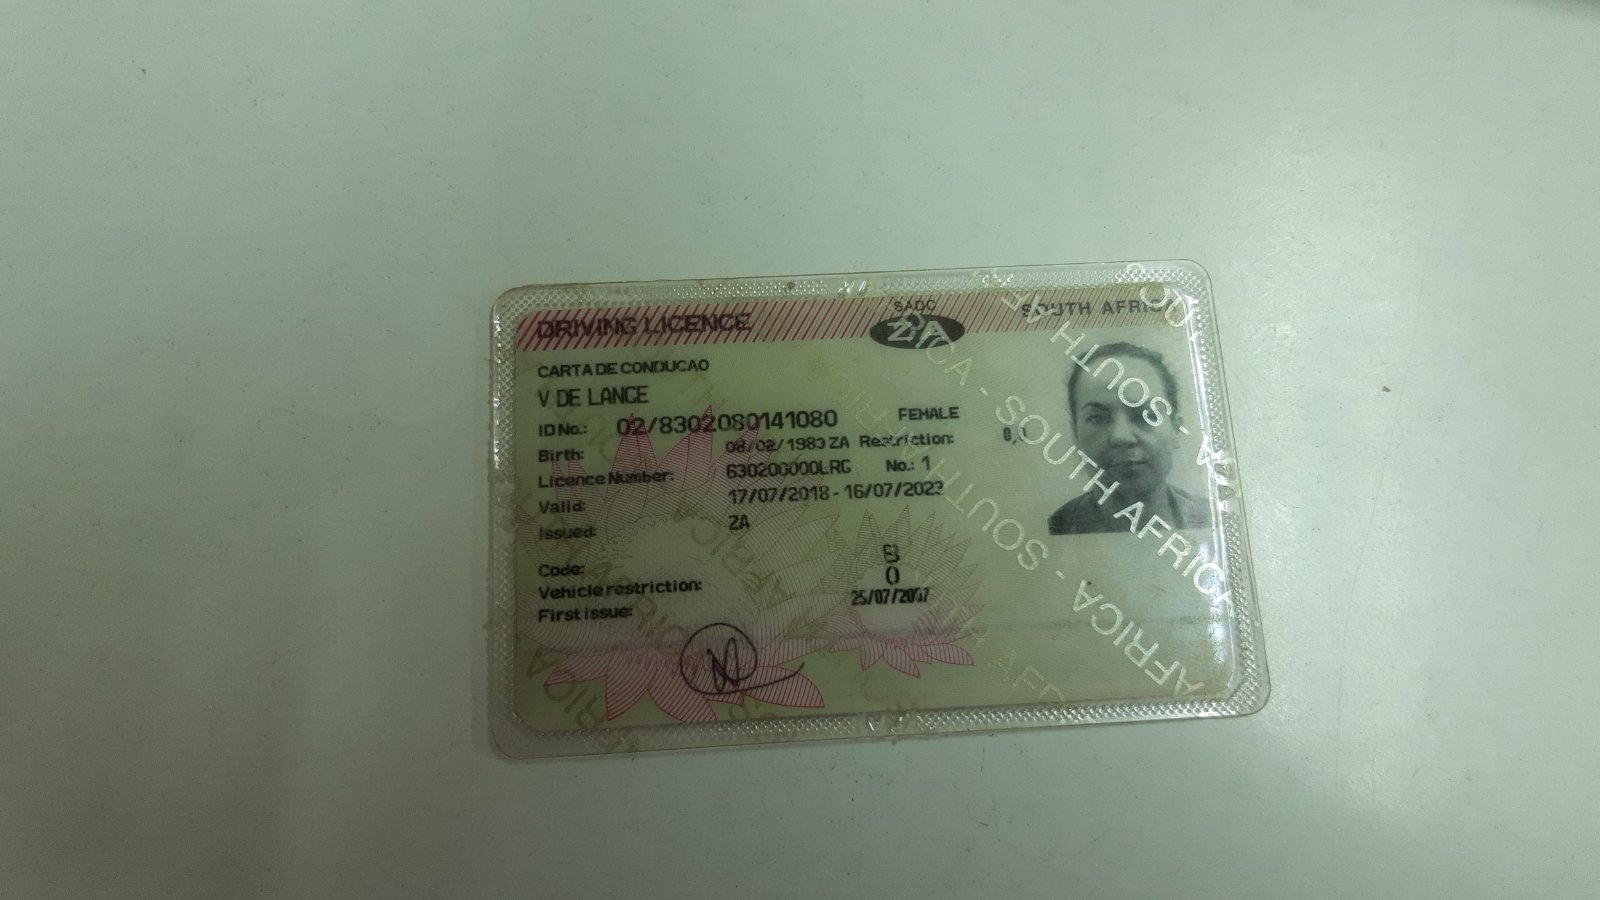 DRIVING LICENCE SADC ZA SOUTH AFRICA
CARTA DE CONDUCAO
V DE LANGE
ID No.: 02/8302080141080 FEMALE
Birth: 08/02/1983 ZA Restriction: 0,
Licence Number: 630200000LRG No.: 1
Valid: 17/07/2018 - 16/07/2023
Issued: ZA
Code: B
Vehicle restriction: 0
First issue: 25/07/2007
SOUTH AFRICA - SOUTH AFRICA